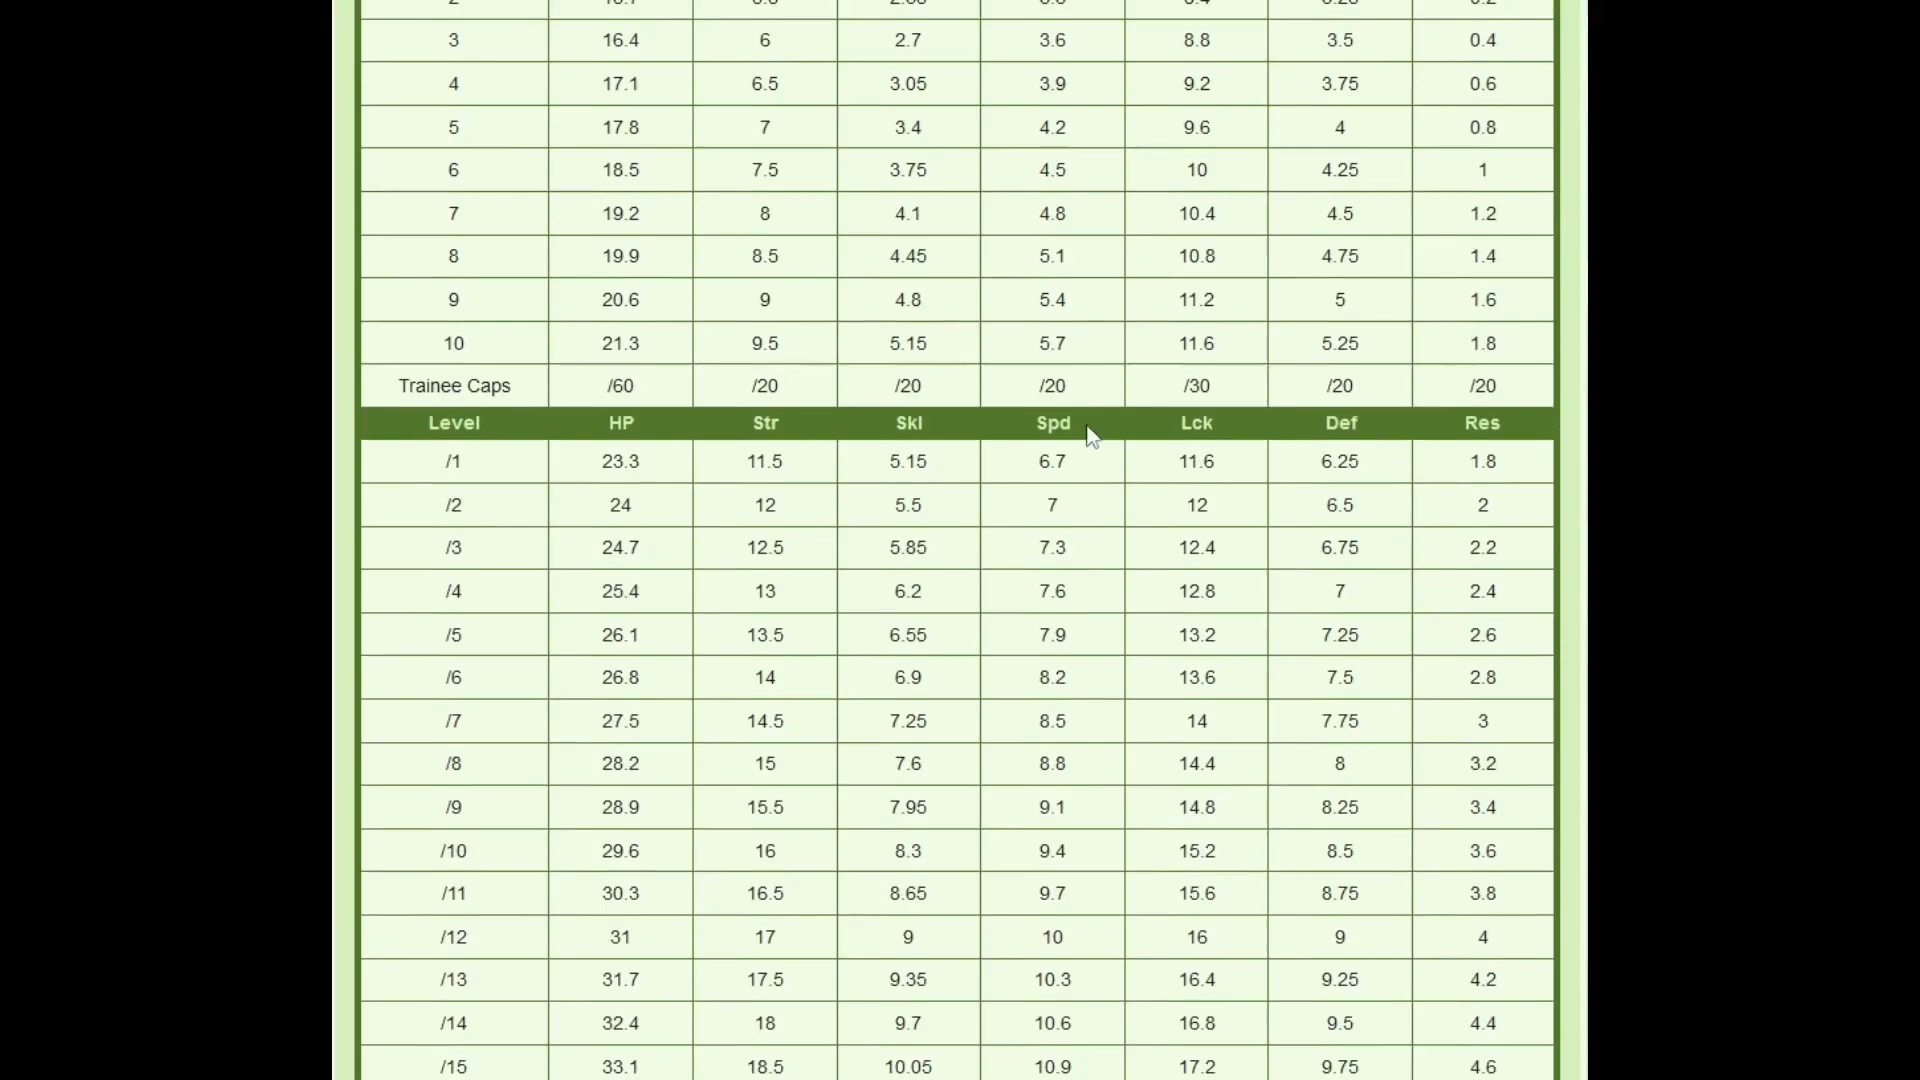 3 16.4 6 2.7 3.6 8.8 3.5 0.4
4 17.1 6.5 3.05 3.9 9.2 3.75 0.6
5 17.8 7 3.4 4.2 9.6 4 0.8
6 18.5 7.5 3.75 4.5 10 4.25 1
7 19.2 8 4.1 4.8 10.4 4.5 1.2
8 19.9 8.5 4.45 5.1 10.8 4.75 1.4
9 20.6 9 4.8 5.4 11.2 5 1.6
10 21.3 9.5 5.15 5.7 11.6 5.25 1.8
Trainee Caps /60 /20 /20 /20 /30 /20 /20
Level HP Str Skl Spd Lck Def Res
/1 23.3 11.5 5.15 6.7 11.6 6.25 1.8
/2 24 12 5.5 7 12 6.5 2
/3 24.7 12.5 5.85 7.3 12.4 6.75 2.2
/4 25.4 13 6.2 7.6 12.8 7 2.4
/5 26.1 13.5 6.55 7.9 13.2 7.25 2.6
/6 26.8 14 6.9 8.2 13.6 7.5 2.8
/7 27.5 14.5 7.25 8.5 14 7.75 3
/8 28.2 15 7.6 8.8 14.4 8 3.2
/9 28.9 15.5 7.95 9.1 14.8 8.25 3.4
/10 29.6 16 8.3 9.4 15.2 8.5 3.6
/11 30.3 16.5 8.65 9.7 15.6 8.75 3.8
/12 31 17 9 10 16 9 4
/13 31.7 17.5 9.35 10.3 16.4 9.25 4.2
/14 32.4 18 9.7 10.6 16.8 9.5 4.4
/15 33.1 18.5 10.05 10.9 17.2 9.75 4.6